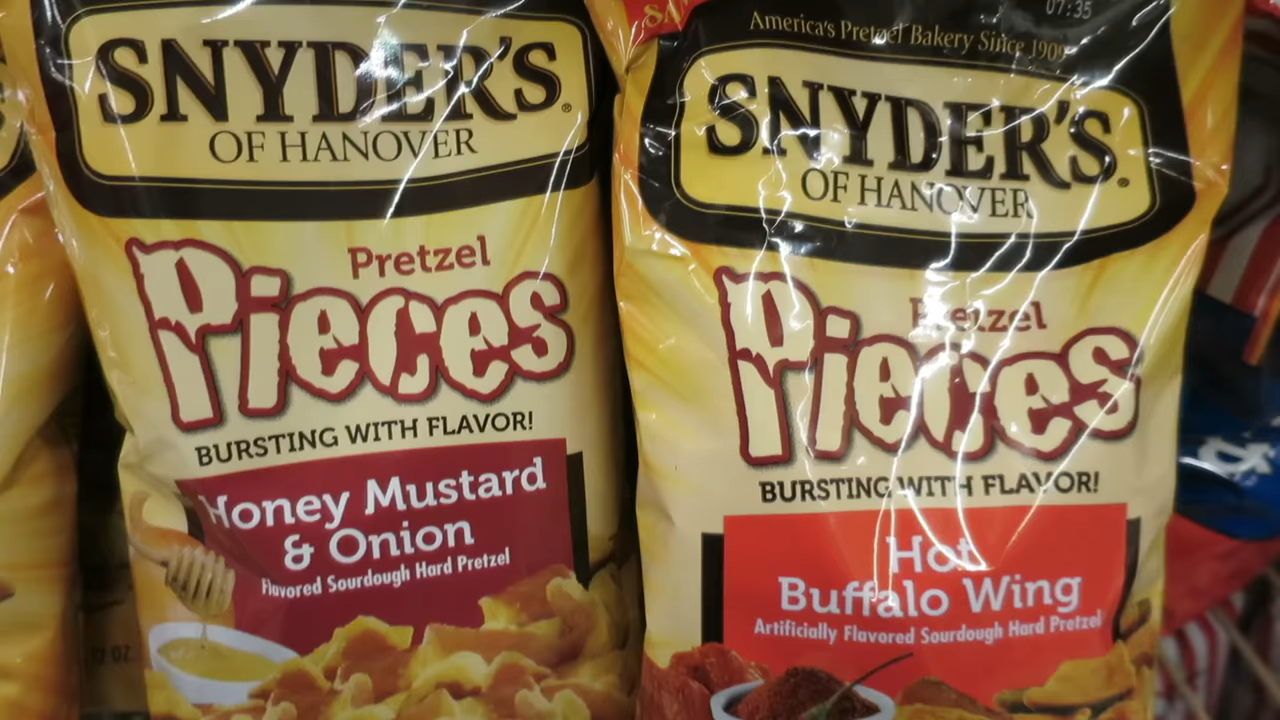 SNYDER'S®
OF HANOVER
Pretzel
Pieces
BURSTING WITH FLAVOR!
Honey Mustard
& Onion
Flavored Sourdough Hard Pretzel
07:35
America's Pretzel Bakery Since 1909
SNYDER'S®
OF HANOVER
Pretzel
Pieces
BURSTING WITH FLAVOR!
Hot
Buffalo Wing
Artificially Flavored Sourdough Hard Pretzel